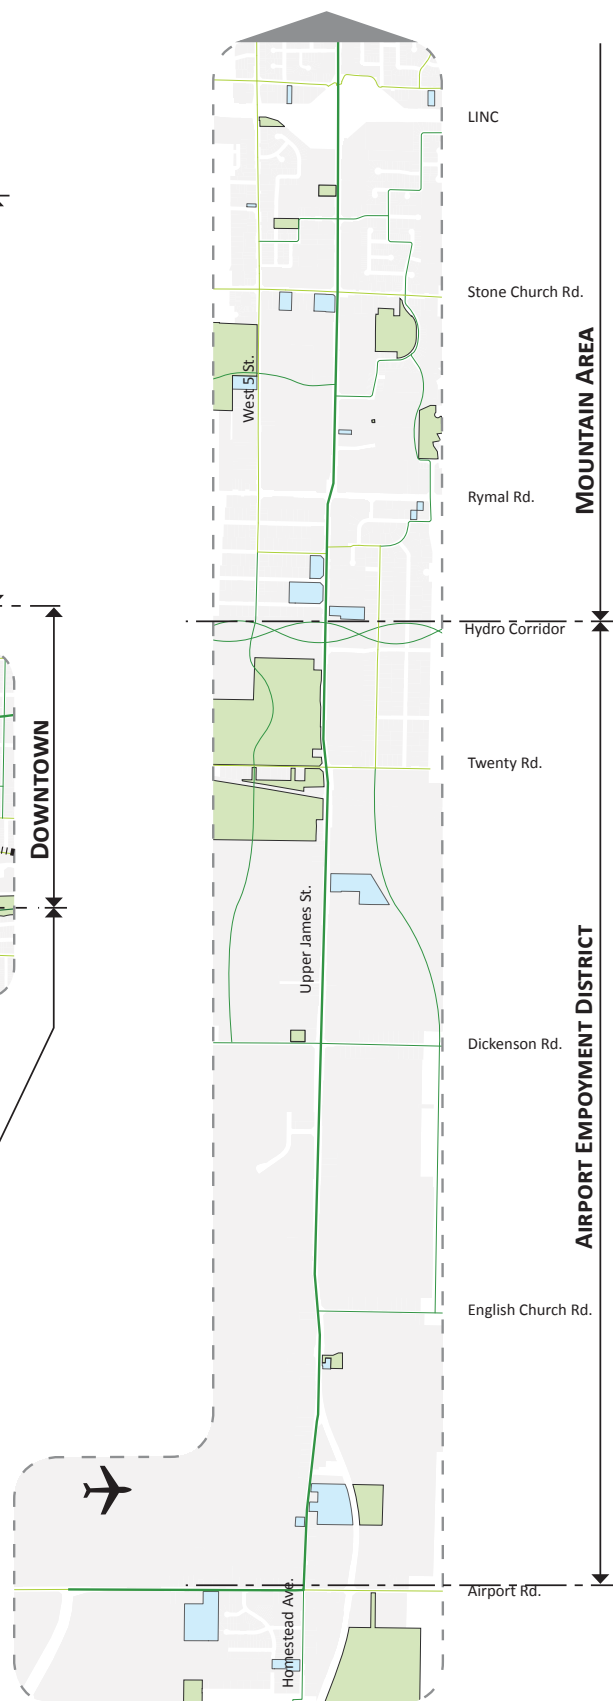 LINC
Stone Church Rd.
West 5 St.
MOUNTAIN AREA
Rymal Rd.
Hydro Corridor
DOWNTOWN
Twenty Rd.
Upper James St.
Dickenson Rd.
AIRPORT EMPOYMENT DISTRICT
English Church Rd.
Airport Rd.
Homestead Ave.